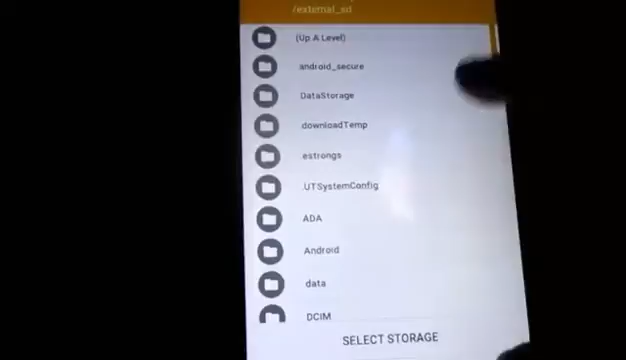 /external_sd
(Up A Level)
android_secure
DataStorage
downloadTemp
estrongs
.UTSystemConfig
ADA
Android
data
DCIM
SELECT STORAGE